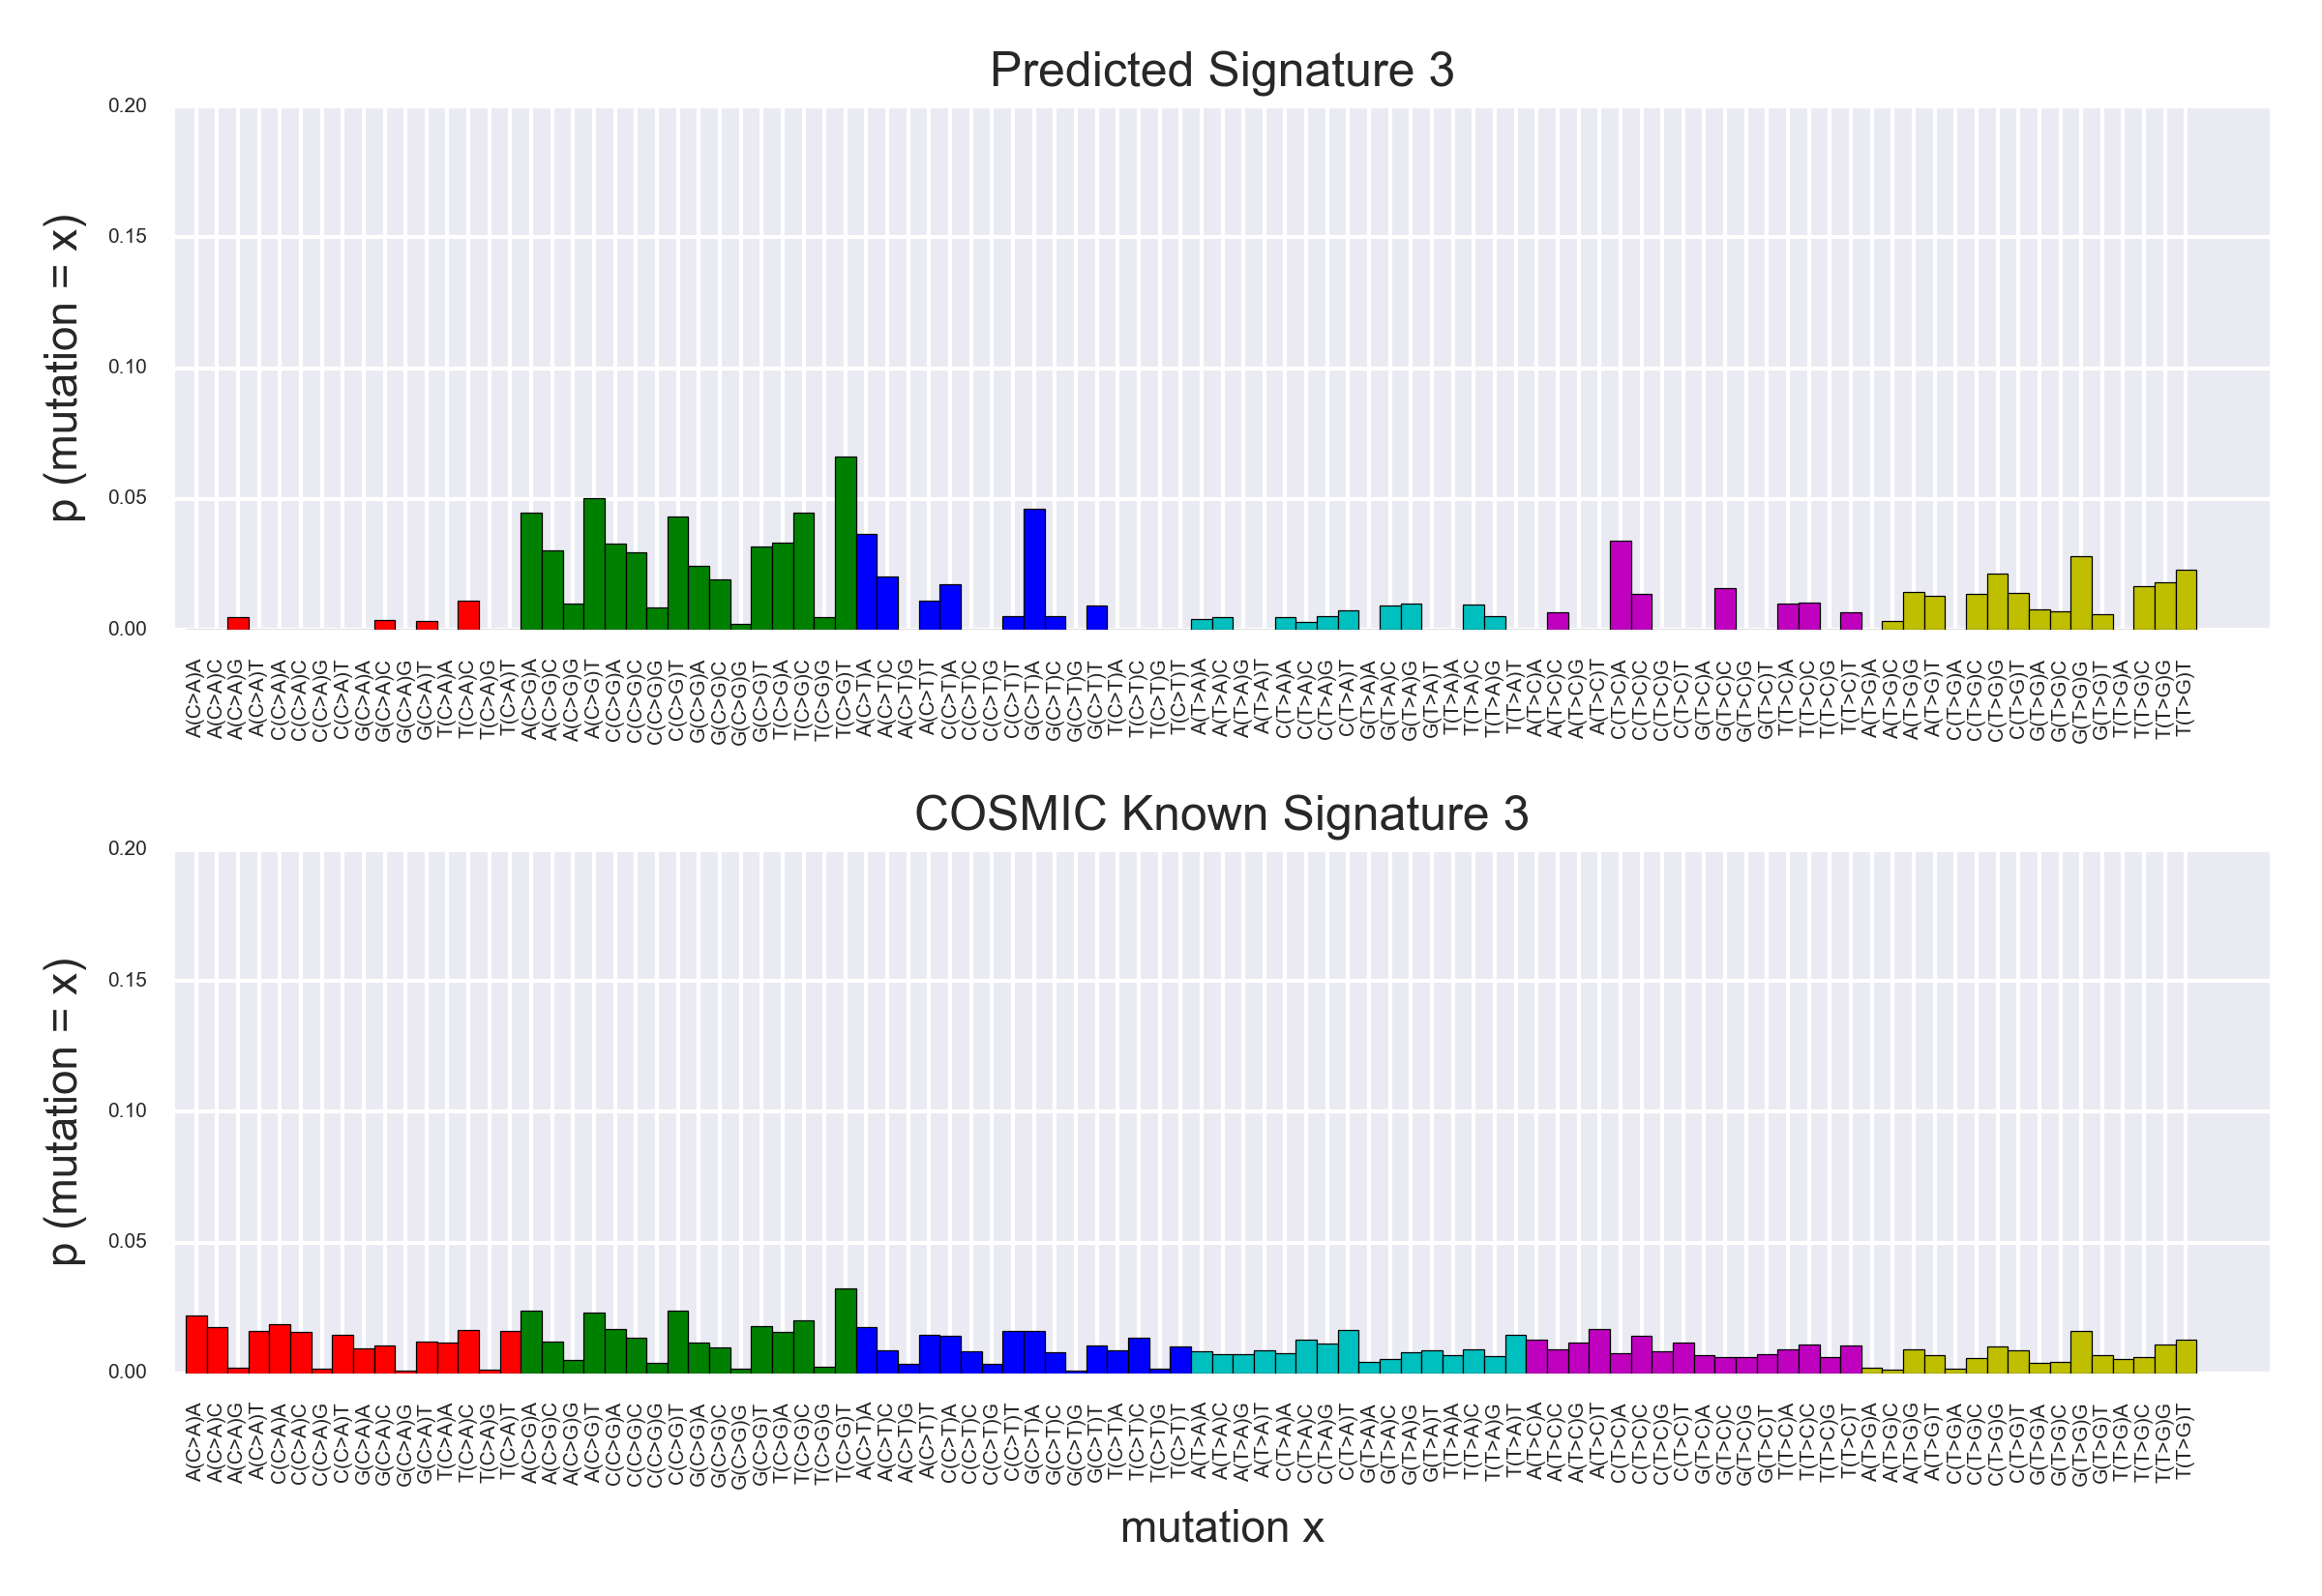 Predicted Signature 3
p (mutation = x)
0.20
0.15
0.10
0.05
0.00
A(C>A)A A(C>A)C A(C>A)G A(C>A)T C(C>A)A C(C>A)C C(C>A)G C(C>A)T G(C>A)A G(C>A)C G(C>A)G G(C>A)T T(C>A)A T(C>A)C T(C>A)G T(C>A)T A(C>G)A A(C>G)C A(C>G)G A(C>G)T C(C>G)A C(C>G)C C(C>G)G C(C>G)T G(C>G)A G(C>G)C G(C>G)G G(C>G)T T(C>G)A T(C>G)C T(C>G)G T(C>G)T A(C>T)A A(C>T)C A(C>T)G A(C>T)T C(C>T)A C(C>T)C C(C>T)G C(C>T)T G(C>T)A G(C>T)C G(C>T)G G(C>T)T T(C>T)A T(C>T)C T(C>T)G T(C>T)T A(T>A)A A(T>A)C A(T>A)G A(T>A)T C(T>A)A C(T>A)C C(T>A)G C(T>A)T G(T>A)A G(T>A)C G(T>A)G G(T>A)T T(T>A)A T(T>A)C T(T>A)G T(T>A)T A(T>C)A A(T>C)C A(T>C)G A(T>C)T C(T>C)A C(T>C)C C(T>C)G C(T>C)T G(T>C)A G(T>C)C G(T>C)G G(T>C)T T(T>C)A T(T>C)C T(T>C)G T(T>C)T A(T>G)A A(T>G)C A(T>G)G A(T>G)T C(T>G)A C(T>G)C C(T>G)G C(T>G)T G(T>G)A G(T>G)C G(T>G)G G(T>G)T T(T>G)A T(T>G)C T(T>G)G T(T>G)T
COSMIC Known Signature 3
p (mutation = x)
0.20
0.15
0.10
0.05
0.00
A(C>A)A A(C>A)C A(C>A)G A(C>A)T C(C>A)A C(C>A)C C(C>A)G C(C>A)T G(C>A)A G(C>A)C G(C>A)G G(C>A)T T(C>A)A T(C>A)C T(C>A)G T(C>A)T A(C>G)A A(C>G)C A(C>G)G A(C>G)T C(C>G)A C(C>G)C C(C>G)G C(C>G)T G(C>G)A G(C>G)C G(C>G)G G(C>G)T T(C>G)A T(C>G)C T(C>G)G T(C>G)T A(C>T)A A(C>T)C A(C>T)G A(C>T)T C(C>T)A C(C>T)C C(C>T)G C(C>T)T G(C>T)A G(C>T)C G(C>T)G G(C>T)T T(C>T)A T(C>T)C T(C>T)G T(C>T)T A(T>A)A A(T>A)C A(T>A)G A(T>A)T C(T>A)A C(T>A)C C(T>A)G C(T>A)T G(T>A)A G(T>A)C G(T>A)G G(T>A)T T(T>A)A T(T>A)C T(T>A)G T(T>A)T A(T>C)A A(T>C)C A(T>C)G A(T>C)T C(T>C)A C(T>C)C C(T>C)G C(T>C)T G(T>C)A G(T>C)C G(T>C)G G(T>C)T T(T>C)A T(T>C)C T(T>C)G T(T>C)T A(T>G)A A(T>G)C A(T>G)G A(T>G)T C(T>G)A C(T>G)C C(T>G)G C(T>G)T G(T>G)A G(T>G)C G(T>G)G G(T>G)T T(T>G)A T(T>G)C T(T>G)G T(T>G)T
mutation x